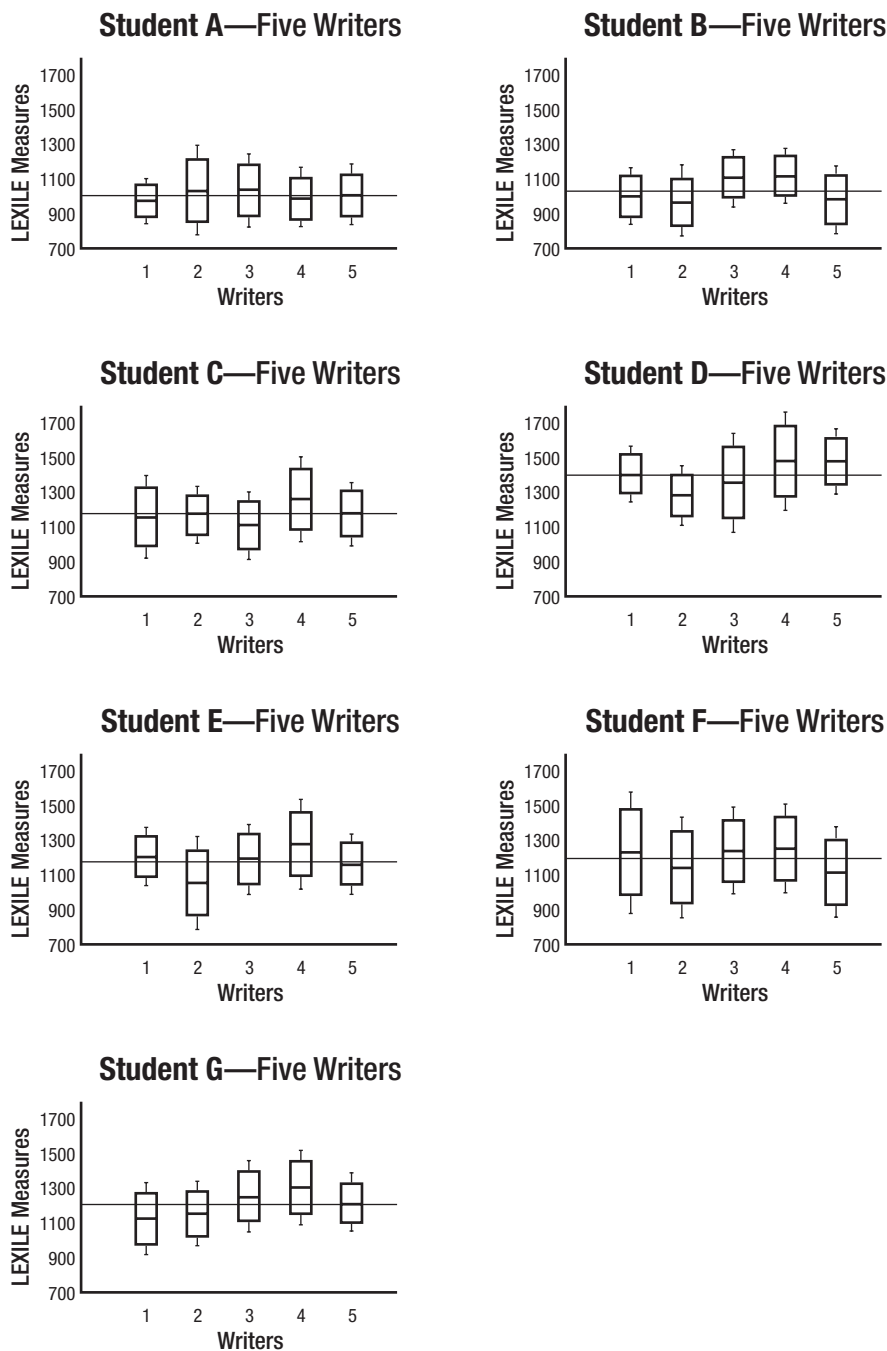 Student A—Five Writers
LEXILE Measures
1700
1500
1300
1100
900
700
1 2 3 4 5
Writers
Student B—Five Writers
LEXILE Measures
1700
1500
1300
1100
900
700
1 2 3 4 5
Writers
Student C—Five Writers
LEXILE Measures
1700
1500
1300
1100
900
700
1 2 3 4 5
Writers
Student D—Five Writers
LEXILE Measures
1700
1500
1300
1100
900
700
1 2 3 4 5
Writers
Student E—Five Writers
LEXILE Measures
1700
1500
1300
1100
900
700
1 2 3 4 5
Writers
Student F—Five Writers
LEXILE Measures
1700
1500
1300
1100
900
700
1 2 3 4 5
Writers
Student G—Five Writers
LEXILE Measures
1700
1500
1300
1100
900
700
1 2 3 4 5
Writers